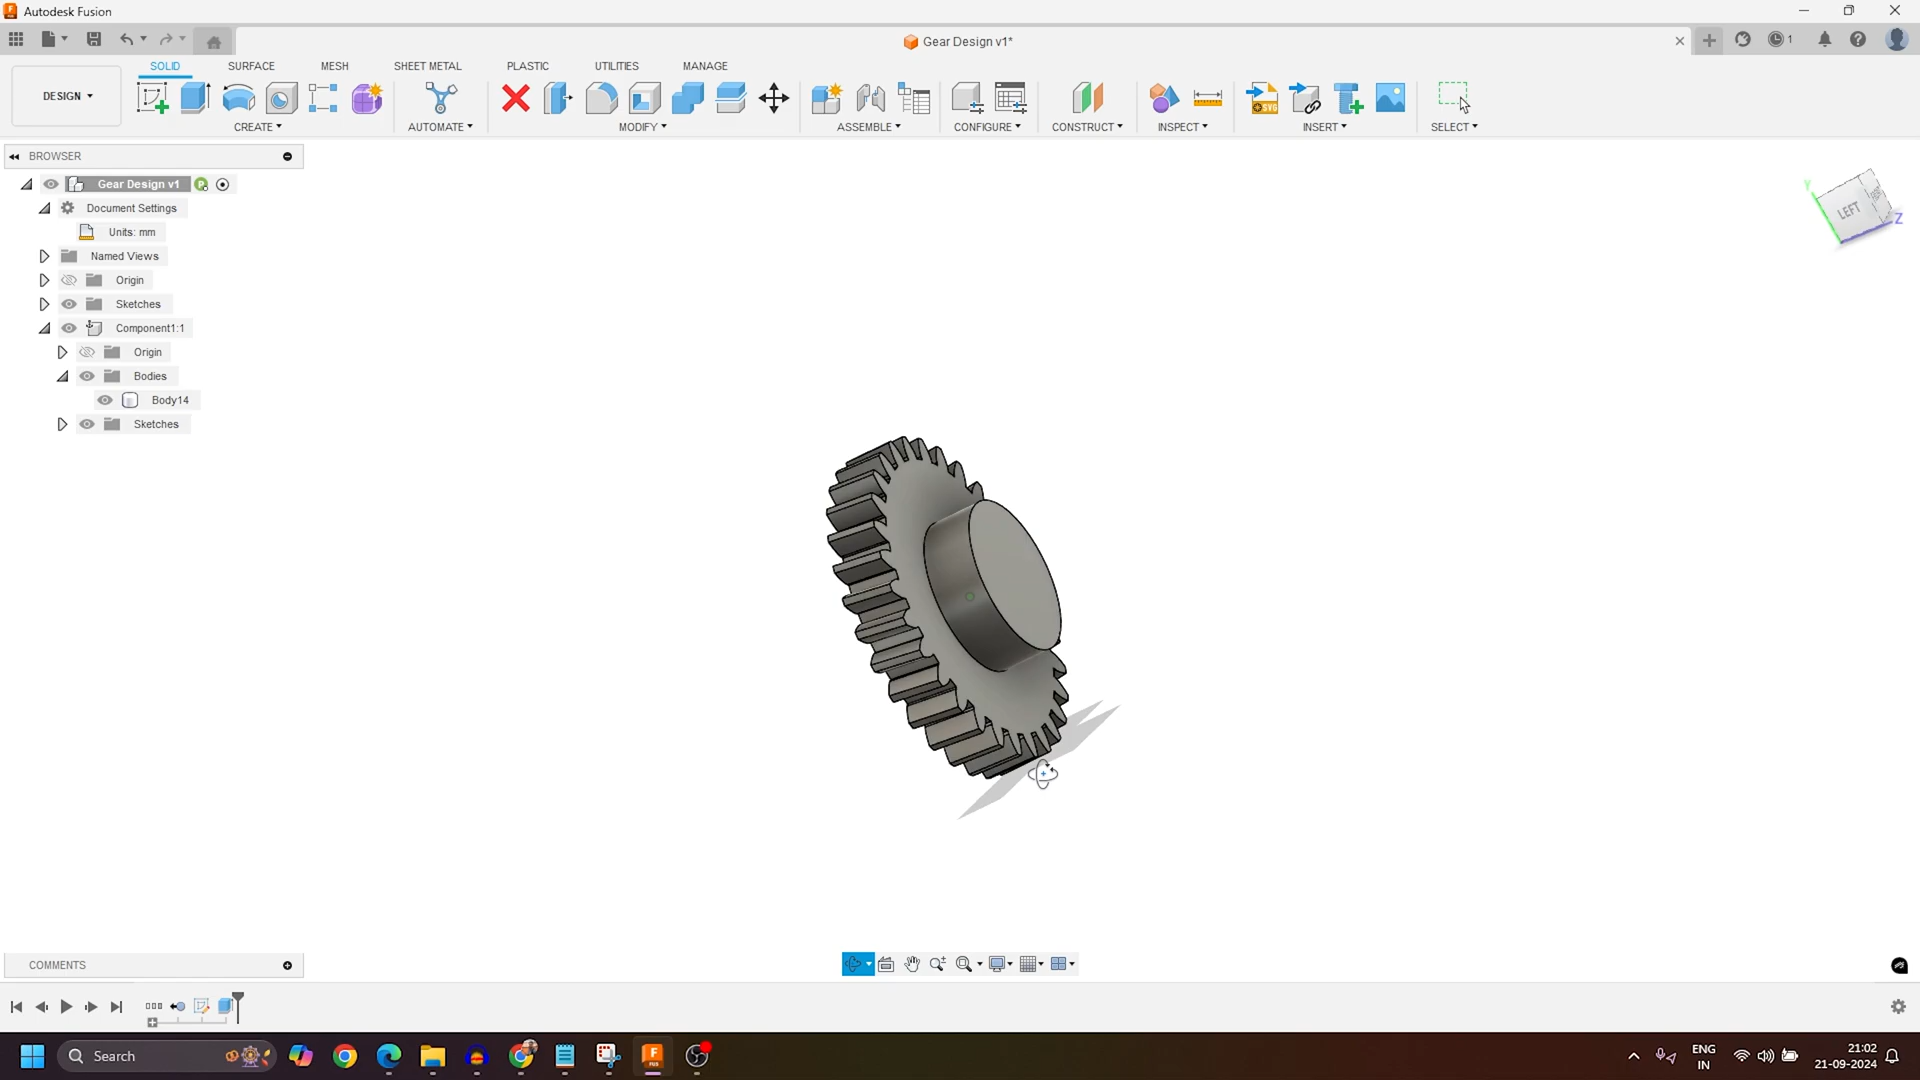 Autodesk Fusion
Gear Design v1*
1
DESIGN
SOLID
SURFACE
MESH
SHEET METAL
PLASTIC
UTILITIES
MANAGE
CREATE
AUTOMATE
MODIFY
ASSEMBLE
CONFIGURE
CONSTRUCT
INSPECT
INSERT
SELECT
SVG
BROWSER
Gear Design v1
Document Settings
Units: mm
Named Views
Origin
Sketches
Component1:1
Origin
Bodies
Body14
Sketches
Y
LEFT
Z
COMMENTS
Search
ENG
IN
21:02
21-09-2024